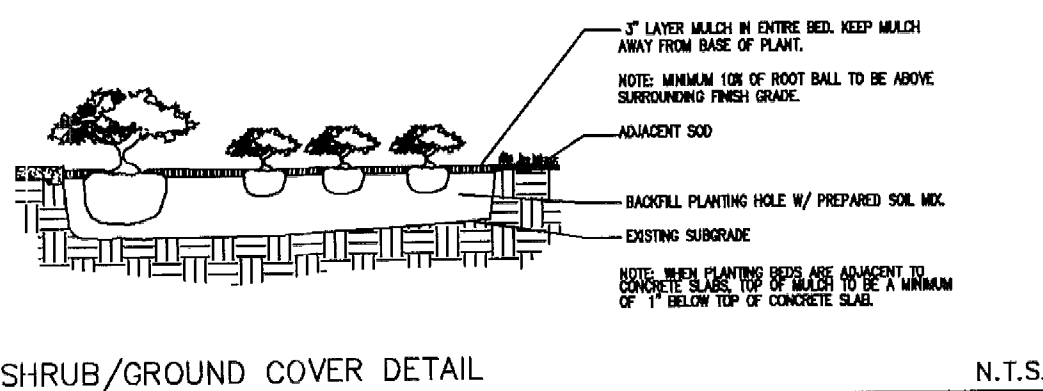 3" LAYER MULCH IN ENTIRE BED. KEEP MULCH
AWAY FROM BASE OF PLANT.
NOTE: MINIMUM 10% OF ROOT BALL TO BE ABOVE
SURROUNDING FINISH GRADE.
ADJACENT SOD
BACKFILL PLANTING HOLE W/ PREPARED SOIL MIX.
EXISTING SUBGRADE
NOTE: WHEN PLANTING BEDS ARE ADJACENT TO
CONCRETE SLABS, TOP OF MULCH TO BE A MINIMUM
OF 1" BELOW TOP OF CONCRETE SLAB.
SHRUB/GROUND COVER DETAIL
N.T.S.